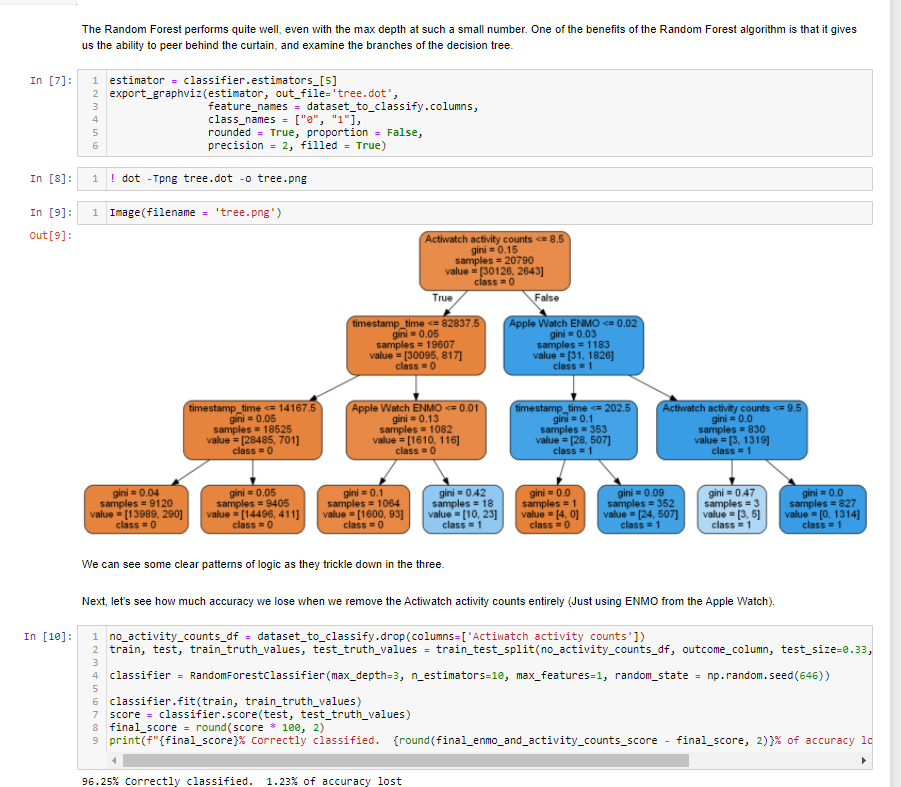 The Random Forest performs quite well, even with the max depth at such a small number. One of the benefits of the Random Forest algorithm is that it gives
us the ability to peer behind the curtain, and examine the branches of the decision tree.
In [7]:
1 estimator = classifier.estimators_[5]
2 export_graphviz(estimator, out_file='tree.dot',
3 feature_names = dataset_to_classify.columns,
4 class_names = ["0", "1"],
5 rounded = True, proportion = False,
6 precision = 2, filled = True)
In [8]:
1 ! dot -Tpng tree.dot -o tree.png
In [9]:
1 Image(filename = 'tree.png')
Out[9]:
Actiwatch activity counts <= 8.5
gini = 0.15
samples = 20790
value = [30126, 2643]
class = 0
True
False
timestamp_time <= 82837.5
gini = 0.05
samples = 19607
value = [30095, 817]
class = 0
Apple Watch ENMO <= 0.02
gini = 0.03
samples = 1183
value = [31, 1826]
class = 1
timestamp_time <= 14167.5
gini = 0.05
samples = 18525
value = [28485, 701]
class = 0
Apple Watch ENMO <= 0.01
gini = 0.13
samples = 1082
value = [1610, 116]
class = 0
timestamp_time <= 202.5
gini = 0.1
samples = 353
value = [28, 507]
class = 1
Actiwatch activity counts <= 9.5
gini = 0.0
samples = 830
value = [3, 1319]
class = 1
gini = 0.04
samples = 9120
value = [13989, 290]
class = 0
gini = 0.05
samples = 9405
value = [14496, 411]
class = 0
gini = 0.1
samples = 1064
value = [1600, 93]
class = 0
gini = 0.42
samples = 18
value = [10, 23]
class = 1
gini = 0.0
samples = 1
value = [4, 0]
class = 0
gini = 0.09
samples = 352
value = [24, 507]
class = 1
gini = 0.47
samples = 3
value = [3, 5]
class = 1
gini = 0.0
samples = 827
value = [0, 1314]
class = 1
We can see some clear patterns of logic as they trickle down in the three.
Next, let's see how much accuracy we lose when we remove the Actiwatch activity counts entirely (Just using ENMO from the Apple Watch).
In [10]:
1 no_activity_counts_df = dataset_to_classify.drop(columns=['Actiwatch activity counts'])
2 train, test, train_truth_values, test_truth_values = train_test_split(no_activity_counts_df, outcome_column, test_size=0.33,
3
4 classifier = RandomForestClassifier(max_depth=3, n_estimators=10, max_features=1, random_state = np.random.seed(646))
5
6 classifier.fit(train, train_truth_values)
7 score = classifier.score(test, test_truth_values)
8 final_score = round(score * 100, 2)
9 print(f"{final_score}% Correctly classified.  {round(final_enmo_and_activity_counts_score - final_score, 2)}% of accuracy lo
96.25% Correctly classified.  1.23% of accuracy lost